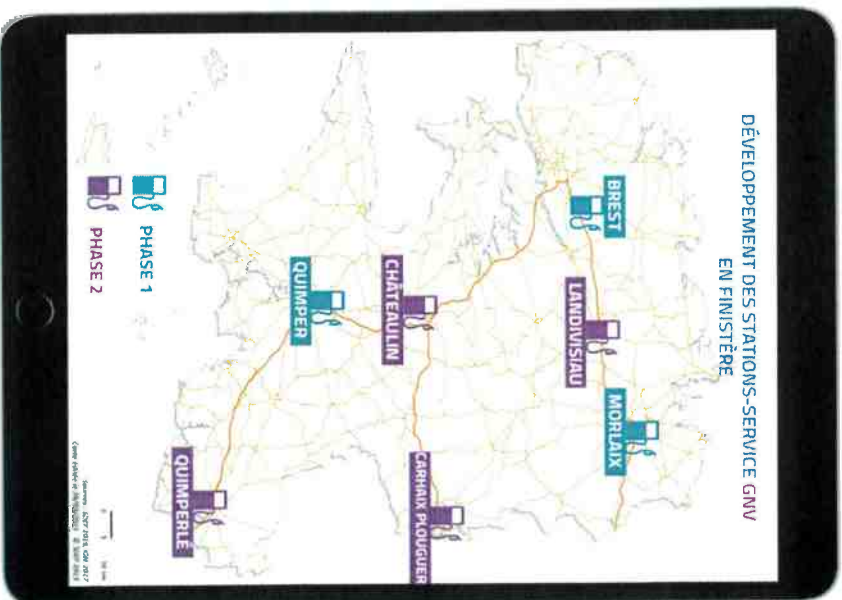 DÉVELOPPEMENT DES STATIONS-SERVICE GNV
EN FINISTÈRE
BREST
LANDIVISIAU
MORLAIX
CHÂTEAULIN
CARHAIX PLOUGUER
QUIMPER
QUIMPERLÉ
PHASE 1
PHASE 2